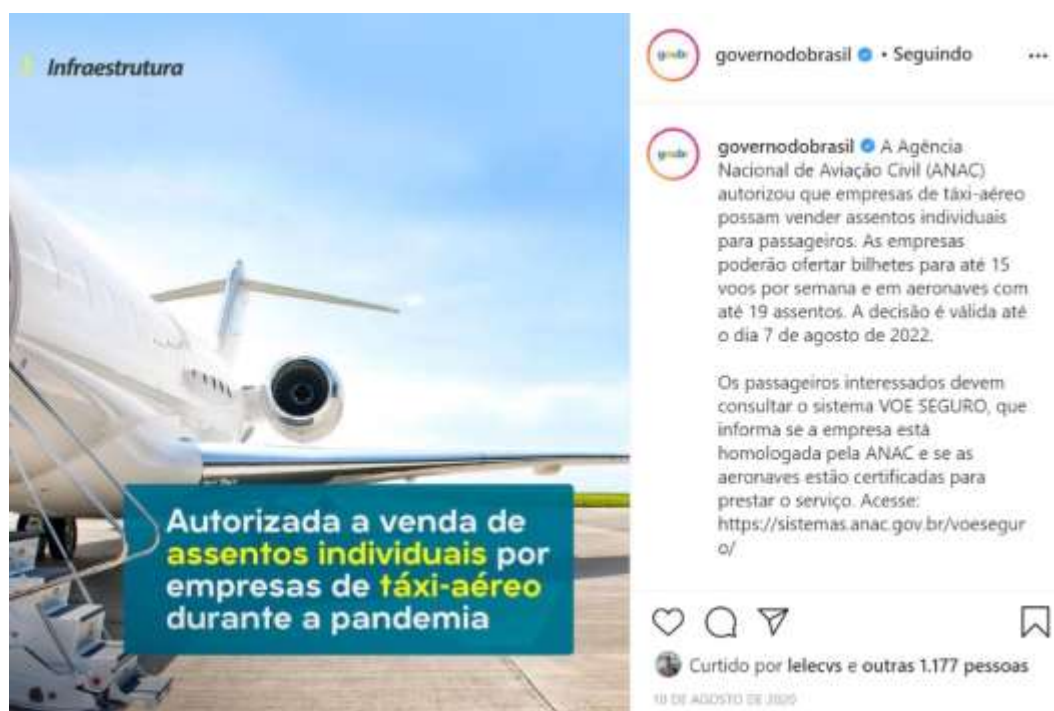 Infraestrutura
Autorizada a venda de
assentos individuais por
empresas de táxi-aéreo
durante a pandemia
governodobrasil • Seguindo
governodobrasil A Agência
Nacional de Aviação Civil (ANAC)
autorizou que empresas de táxi-aéreo
possam vender assentos individuais
para passageiros. As empresas
poderão ofertar bilhetes para até 15
voos por semana e em aeronaves com
até 19 assentos. A decisão é válida até
o dia 7 de agosto de 2022.
Os passageiros interessados devem
consultar o sistema VOE SEGURO, que
informa se a empresa está
homologada pela ANAC e se as
aeronaves estão certificadas para
prestar o serviço. Acesse:
https://sistemas.anac.gov.br/voesegur
o/
Curtido por lelecvs e outras 1.177 pessoas
10 DE AGOSTO DE 2020